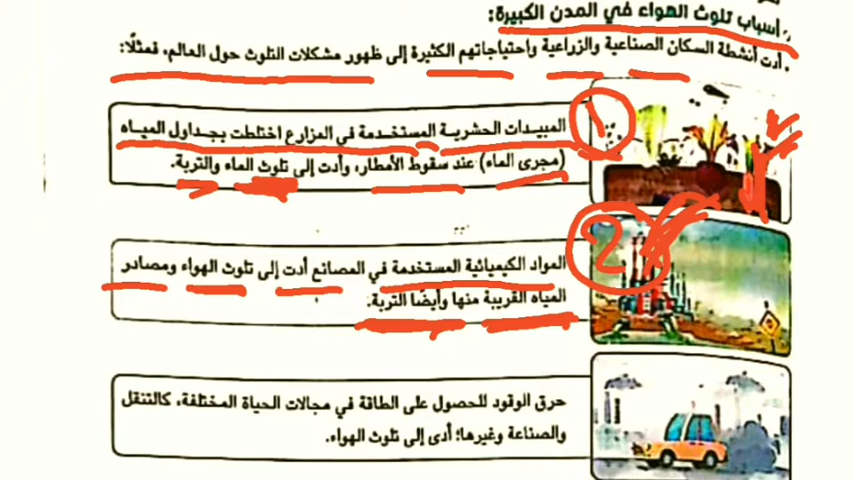 أسباب تلوث الهواء في المدن الكبيرة:
أدت أنشطة السكان الصناعية والزراعية واحتياجاتهم الكثيرة إلى ظهور مشكلات التلوث حول العالم، فمثلًا:
1
المبيدات الحشرية المستخدمة في المزارع اختلطت بجداول المياه
(مجرى الماء) عند سقوط الأمطار، وأدت إلى تلوث الماء والتربة.
2
المواد الكيميائية المستخدمة في المصانع أدت إلى تلوث الهواء ومصادر
المياه القريبة منها وأيضًا التربة.
حرق الوقود للحصول على الطاقة في مجالات الحياة المختلفة، كالتنقل
والصناعة وغيرها؛ أدى إلى تلوث الهواء.